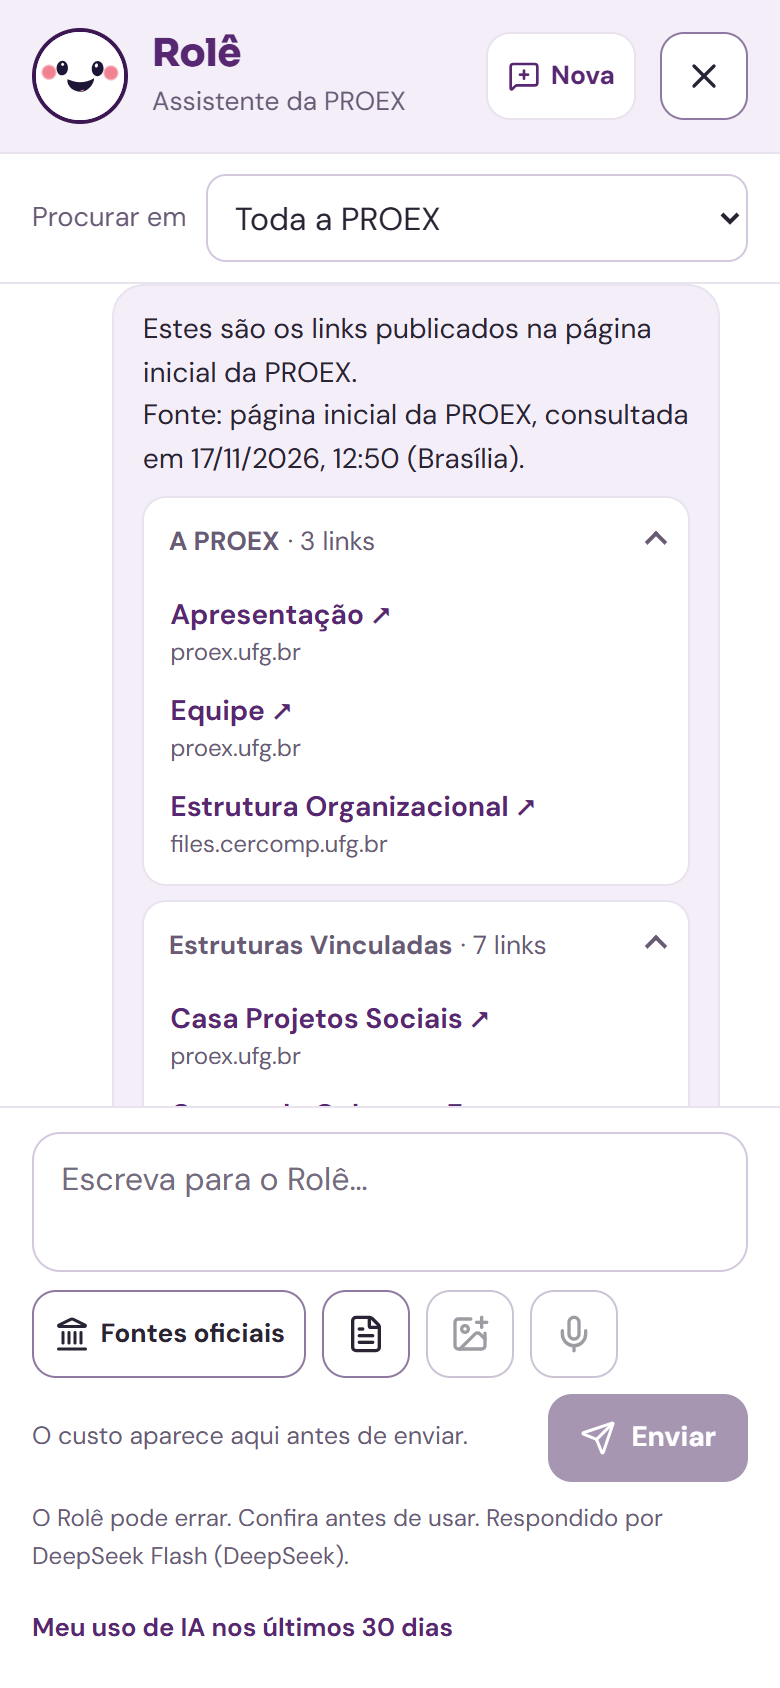 Rolê
Assistente da PROEX
Nova
Procurar em
Toda a PROEX
Estes são os links publicados na página
inicial da PROEX.
Fonte: página inicial da PROEX, consultada
em 17/11/2026, 12:50 (Brasília).
A PROEX · 3 links
Apresentação ↗
proex.ufg.br
Equipe ↗
proex.ufg.br
Estrutura Organizacional ↗
files.cercomp.ufg.br
Estruturas Vinculadas · 7 links
Casa Projetos Sociais ↗
proex.ufg.br
Escreva para o Rolê...
Fontes oficiais
O custo aparece aqui antes de enviar.
Enviar
O Rolê pode errar. Confira antes de usar. Respondido por
DeepSeek Flash (DeepSeek).
Meu uso de IA nos últimos 30 dias